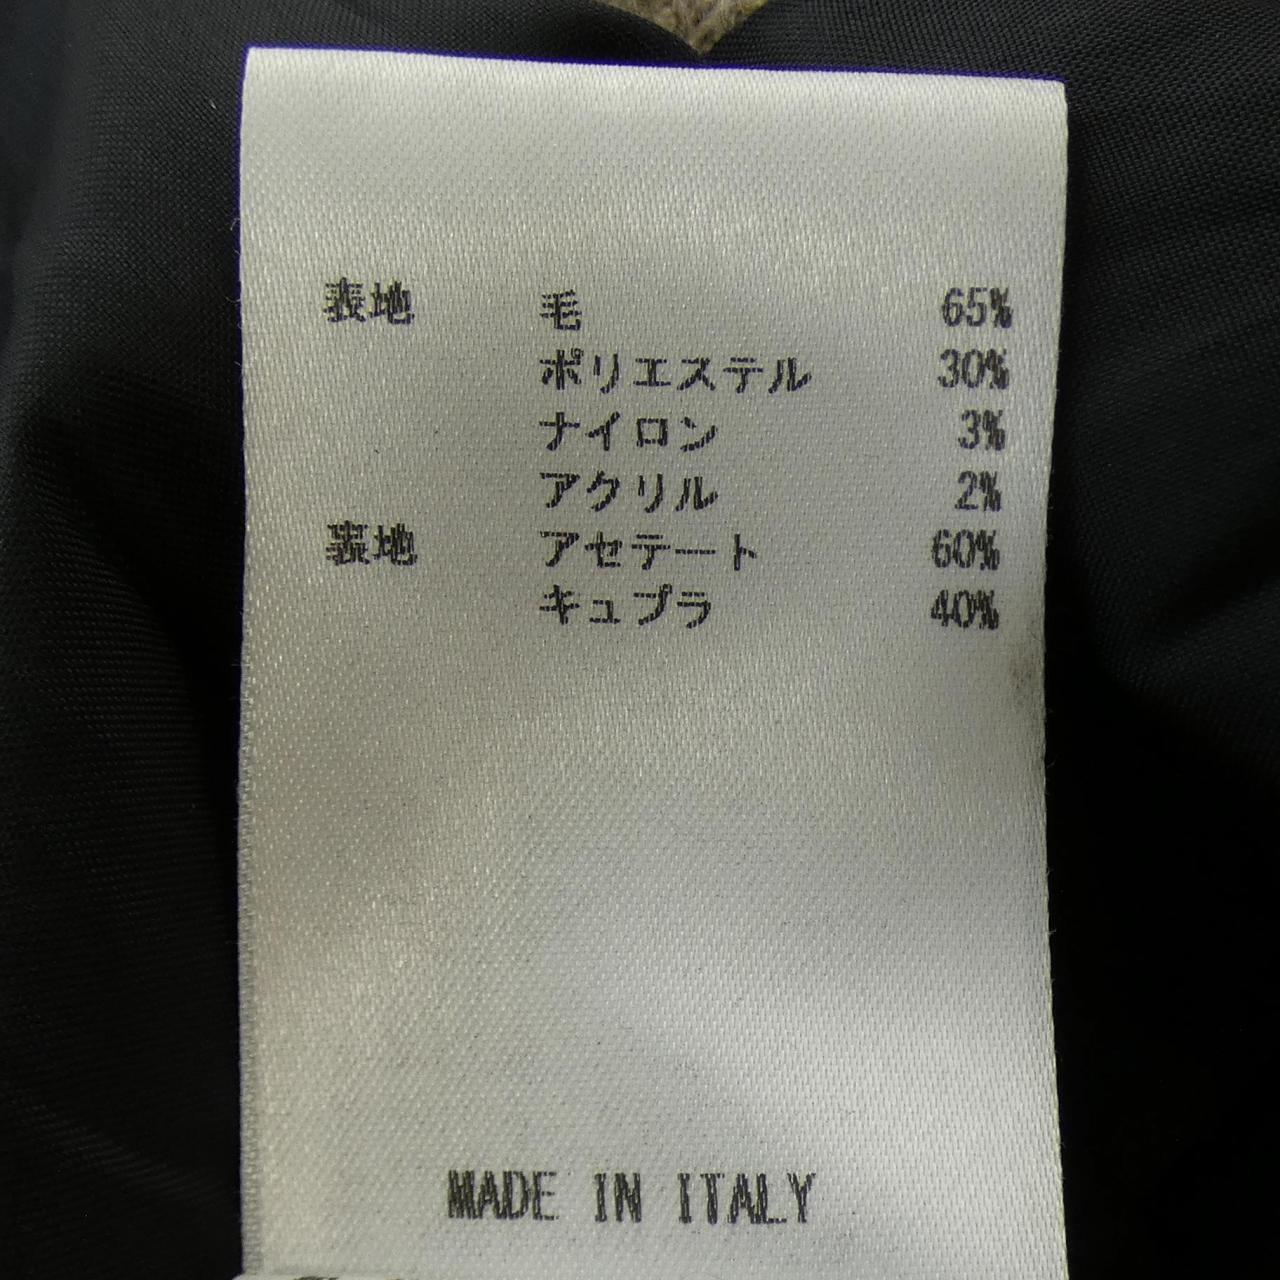 表地 毛 65%
ポリエステル 30%
ナイロン 3%
アクリル 2%
裏地 アセテート 60%
キュプラ 40%
MADE IN ITALY